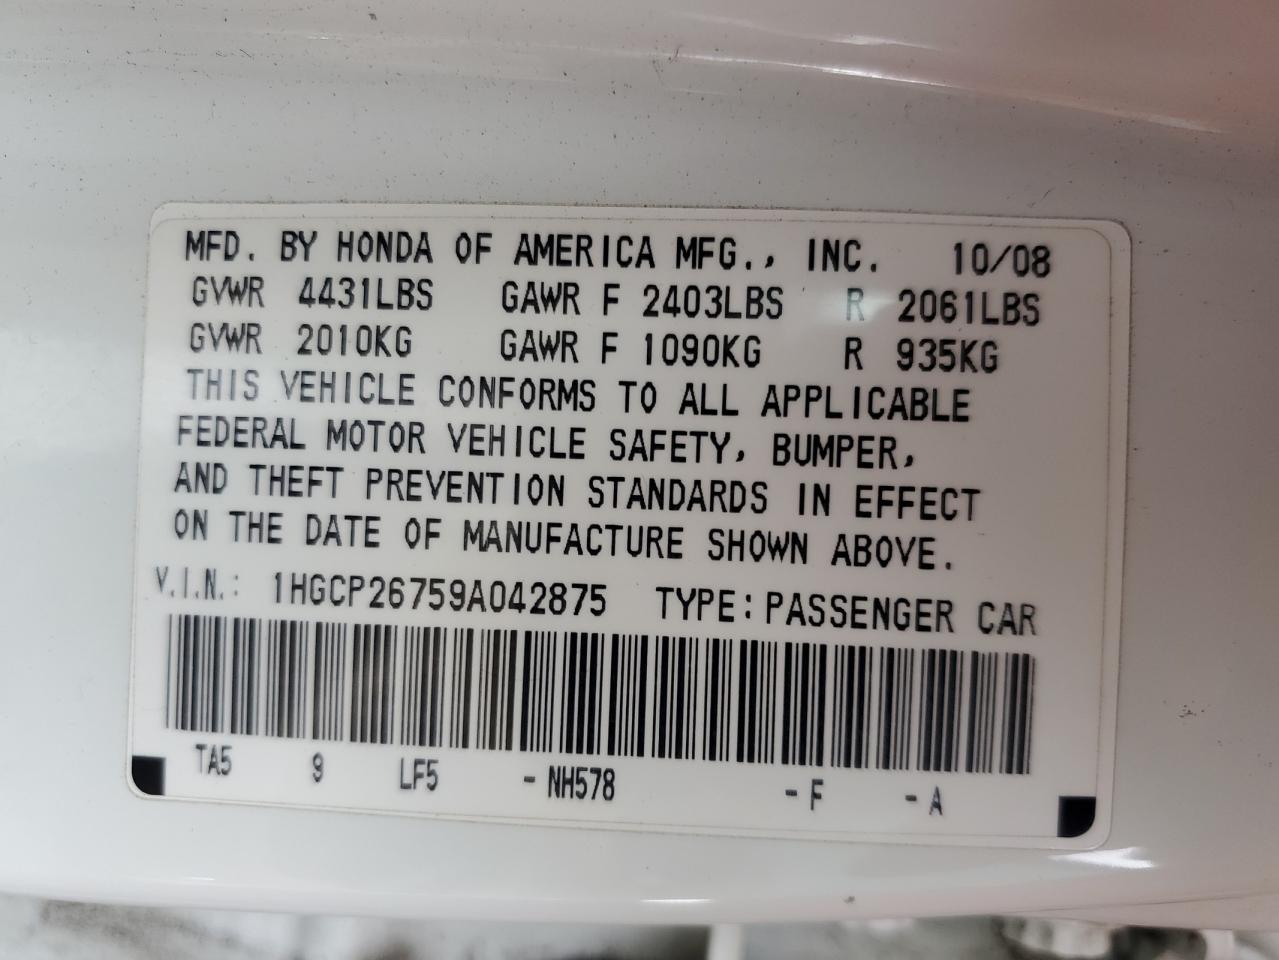 MFD. BY HONDA OF AMERICA MFG., INC. 10/08
GVWR 4431LBS GAWR F 2403LBS R 2061LBS
GVWR 2010KG GAWR F 1090KG R 935KG
THIS VEHICLE CONFORMS TO ALL APPLICABLE
FEDERAL MOTOR VEHICLE SAFETY, BUMPER,
AND THEFT PREVENTION STANDARDS IN EFFECT
ON THE DATE OF MANUFACTURE SHOWN ABOVE.
V.I.N.: 1HGCP26759A042875 TYPE: PASSENGER CAR
TA5 9 LF5 - NH578 - F - A